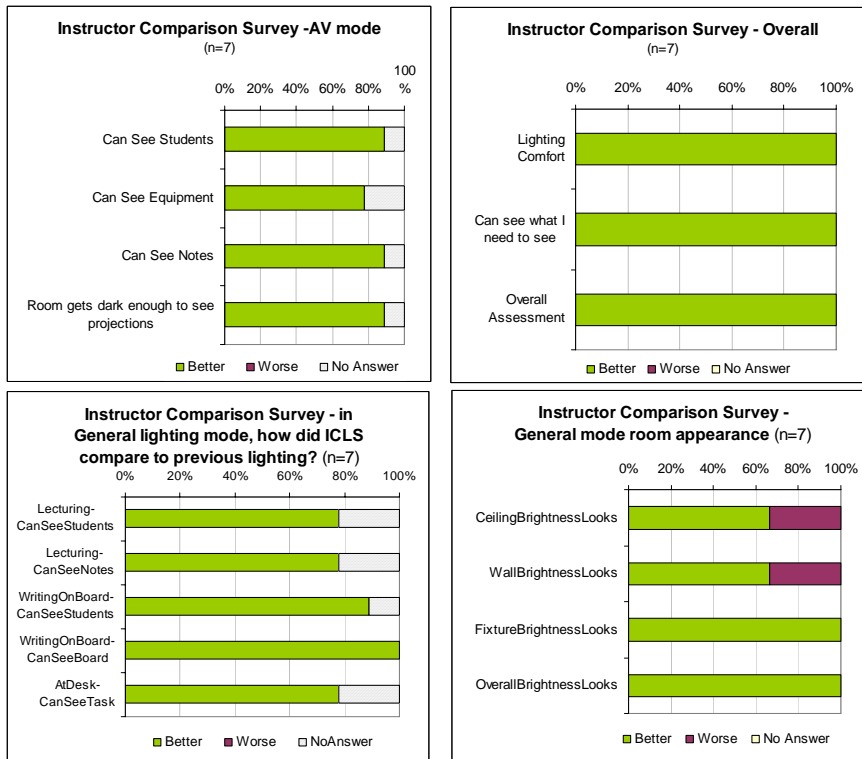 Instructor Comparison Survey -AV mode
(n=7)
0% 20% 40% 60% 80% 100
%
Can See Students
Can See Equipment
Can See Notes
Room gets dark enough to see
projections
Better Worse No Answer
Instructor Comparison Survey - Overall
(n=7)
0% 20% 40% 60% 80% 100%
Lighting
Comfort
Can see what I
need to see
Overall
Assessment
Better Worse No Answer
Instructor Comparison Survey - in
General lighting mode, how did ICLS
compare to previous lighting? (n=7)
0% 20% 40% 60% 80% 100%
Lecturing-
CanSeeStudents
Lecturing-
CanSeeNotes
WritingOnBoard-
CanSeeStudents
WritingOnBoard-
CanSeeBoard
AtDesk-
CanSeeTask
Better Worse NoAnswer
Instructor Comparison Survey -
General mode room appearance (n=7)
0% 20% 40% 60% 80% 100%
CeilingBrightnessLooks
WallBrightnessLooks
FixtureBrightnessLooks
OverallBrightnessLooks
Better Worse No Answer